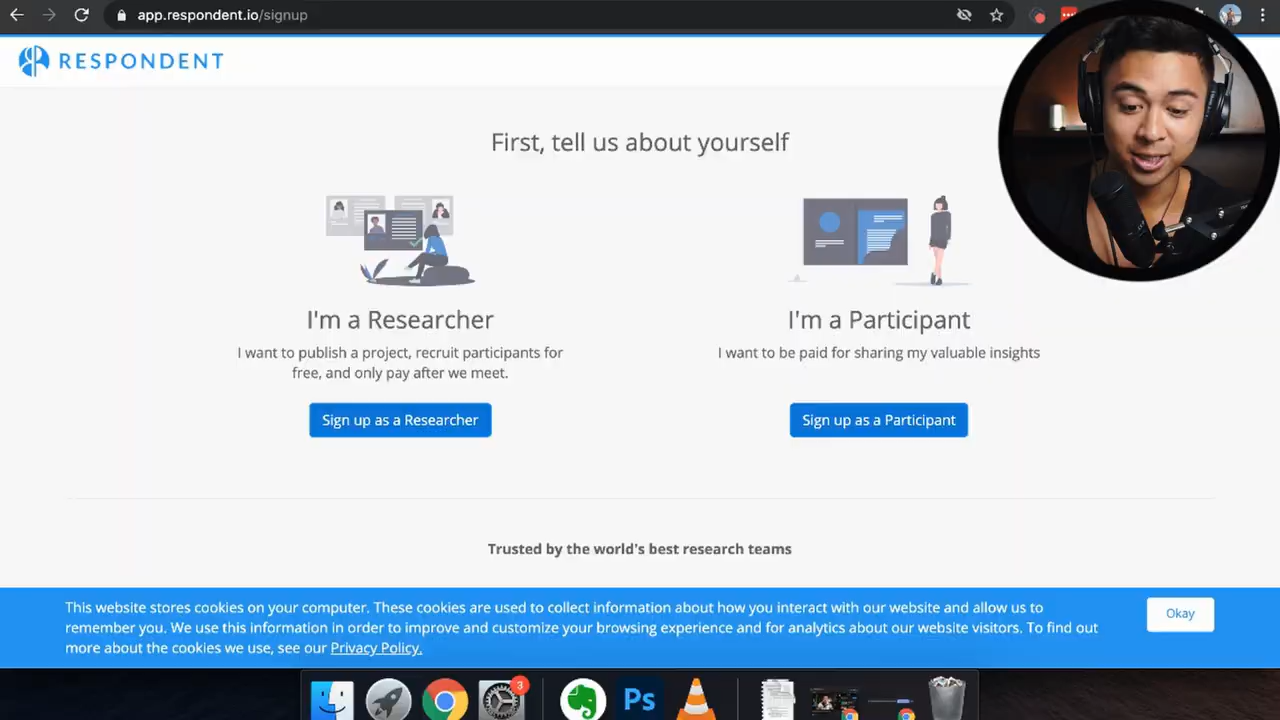 app.respondent.io/signup
RESPONDENT
First, tell us about yourself
I'm a Researcher
I want to publish a project, recruit participants for
free, and only pay after we meet.
Sign up as a Researcher
I'm a Participant
I want to be paid for sharing my valuable insights
Sign up as a Participant
Trusted by the world's best research teams
This website stores cookies on your computer. These cookies are used to collect information about how you interact with our website and allow us to
remember you. We use this information in order to improve and customize your browsing experience and for analytics about our website visitors. To find out
more about the cookies we use, see our Privacy Policy.
Okay
3
Ps